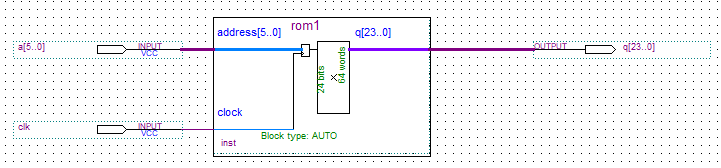 rom1
address[5..0]
q[23..0]
a[5..0]
INPUT
VCC
24 bits
64 words
OUTPUT
q[23..0]
clock
clk
INPUT
VCC
Block type: AUTO
inst